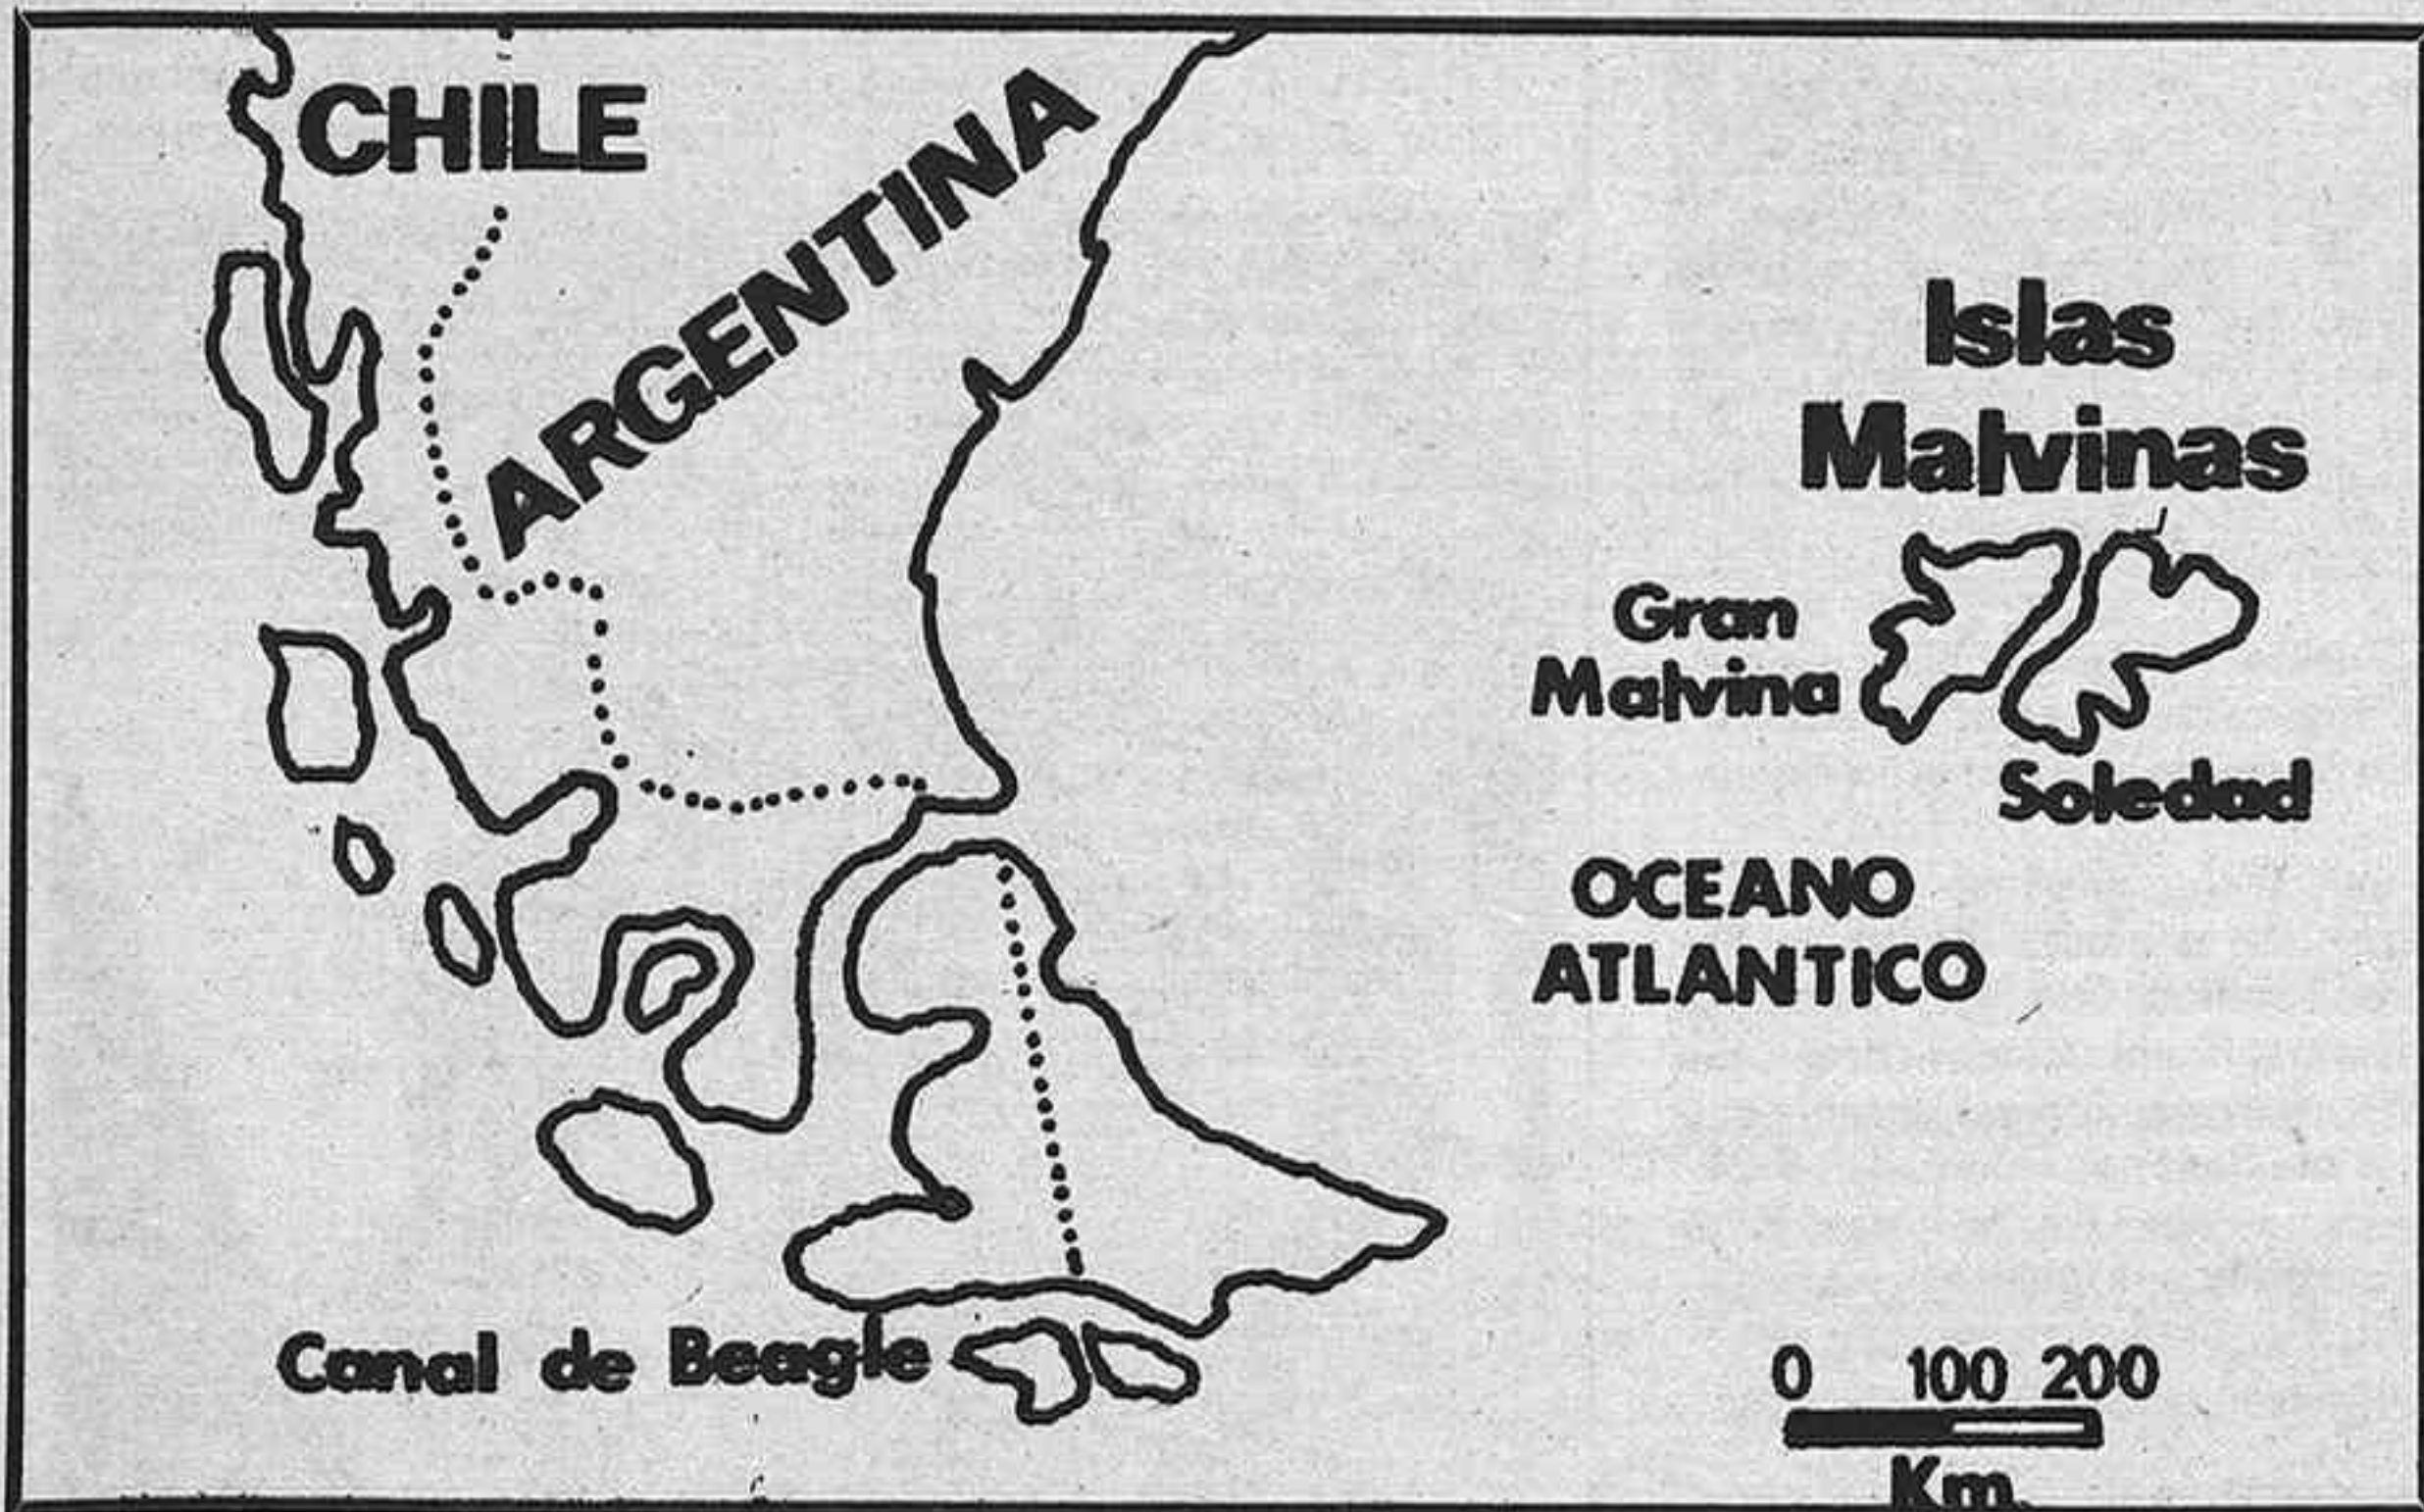 CHILE
ARGENTINA
Islas
Malvinas
Gran
Malvina
Soledad
OCEANO
ATLANTICO
Canal de Beagle
0 100 200
Km.